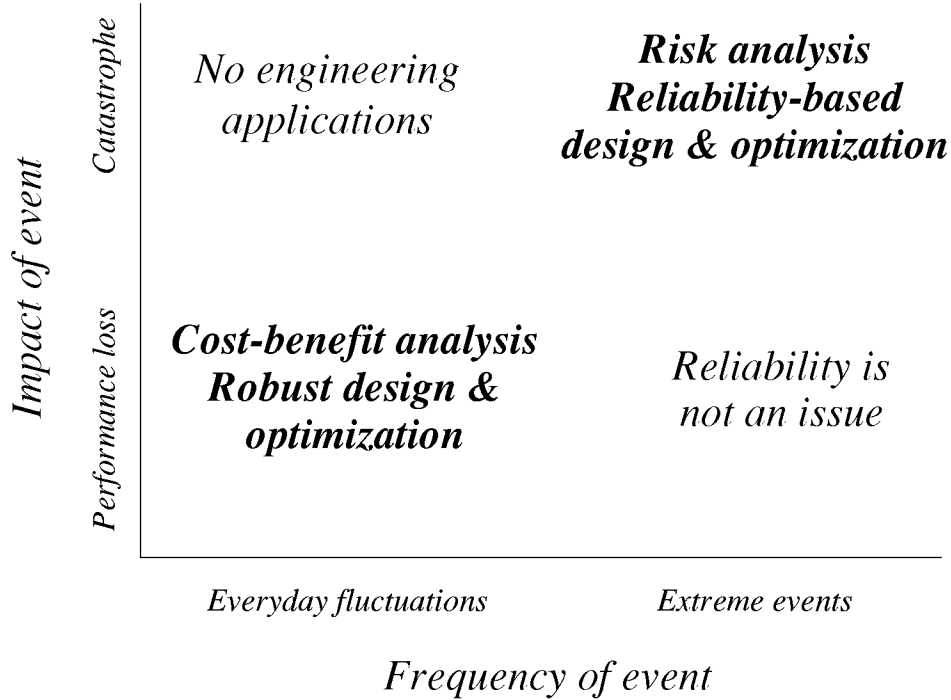 Impact of event
Catastrophe
Performance loss
No engineering
applications
Risk analysis
Reliability-based
design & optimization
Cost-benefit analysis
Robust design &
optimization
Reliability is
not an issue
Everyday fluctuations
Extreme events
Frequency of event